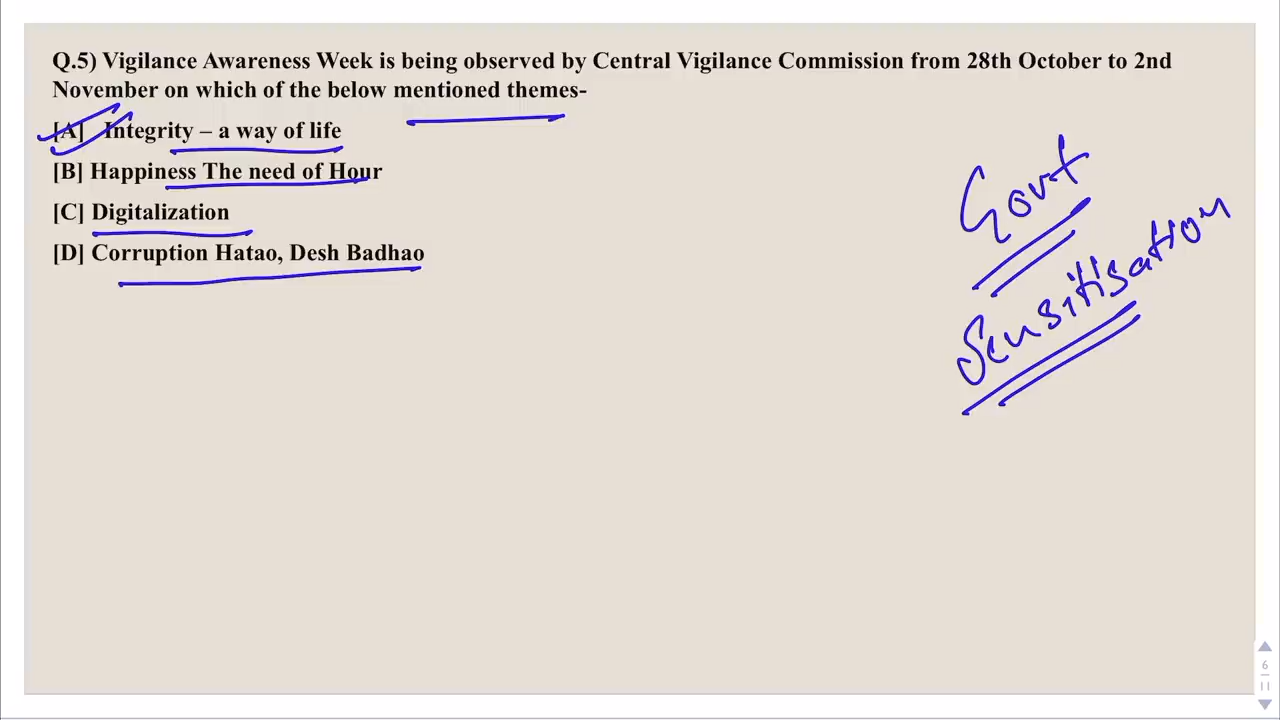 Q.5) Vigilance Awareness Week is being observed by Central Vigilance Commission from 28th October to 2nd
November on which of the below mentioned themes-
[A] Integrity – a way of life
[B] Happiness The need of Hour
[C] Digitalization
[D] Corruption Hatao, Desh Badhao
Govt
Sensitisation
6
11